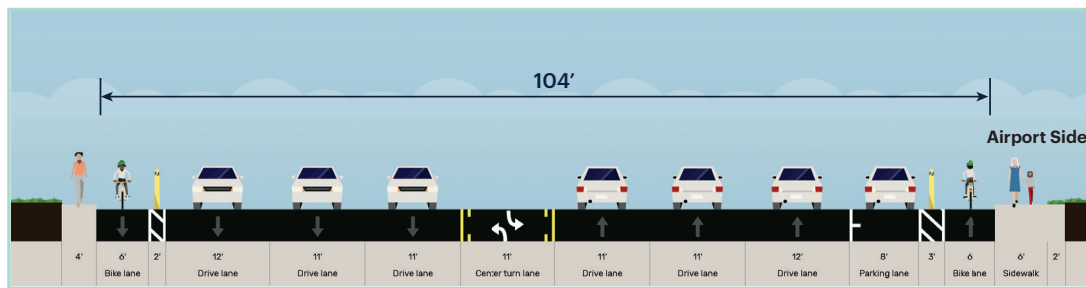 104’
Airport Side
4’
6’
2’
12’
11’
11’
11’
11’
11’
12’
8’
3’
6
6’
2’
Bike lane
Drive lane
Drive lane
Drive lane
Center turn lane
Drive lane
Drive lane
Drive lane
Parking lane
Bike lane
Sidewalk